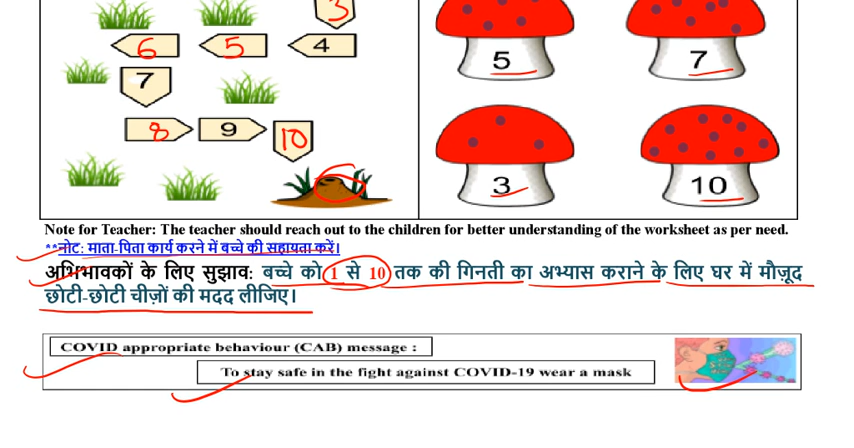 3
6 5 4
5 7
7
8 9 10
3 10
Note for Teacher: The teacher should reach out to the children for better understanding of the worksheet as per need.
**नोट: माता-पिता कार्य करने में बच्चे की सहायता करें।
अभिभावकों के लिए सुझाव: बच्चे को 1 से 10 तक की गिनती का अभ्यास कराने के लिए घर में मौज़ूद
छोटी-छोटी चीज़ों की मदद लीजिए।
COVID appropriate behaviour (CAB) message :
To stay safe in the fight against COVID-19 wear a mask